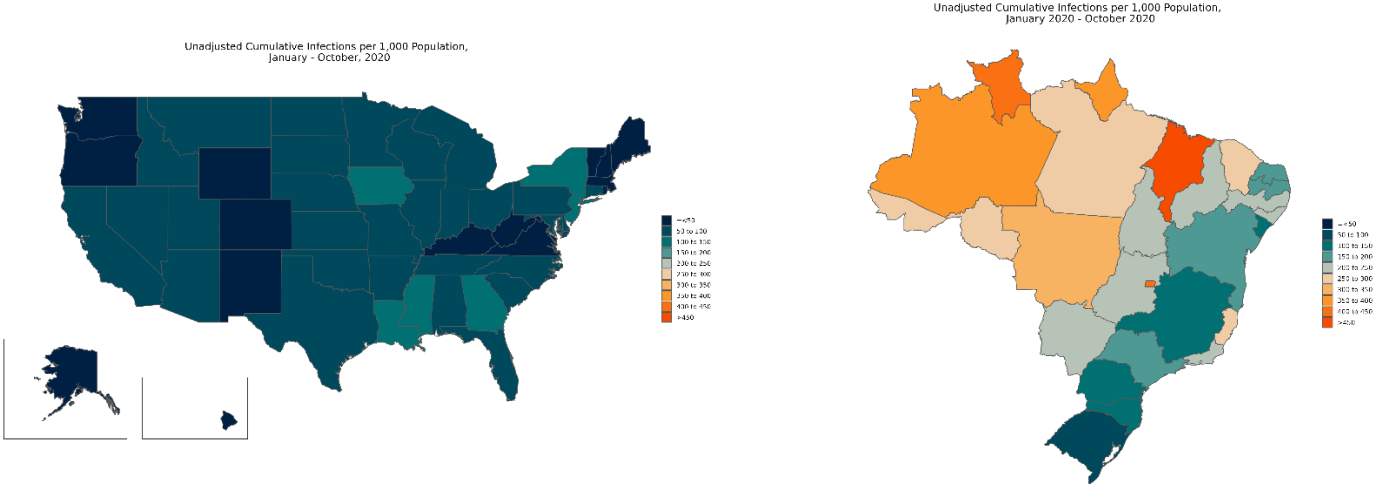 Unadjusted Cumulative Infections per 1,000 Population,
January - October, 2020
=<50
50 to 100
100 to 150
150 to 200
200 to 250
250 to 300
300 to 350
350 to 400
400 to 450
>450
Unadjusted Cumulative Infections per 1,000 Population,
January 2020 - October 2020
=<50
50 to 100
100 to 150
150 to 200
200 to 250
250 to 300
300 to 350
350 to 400
400 to 450
>450